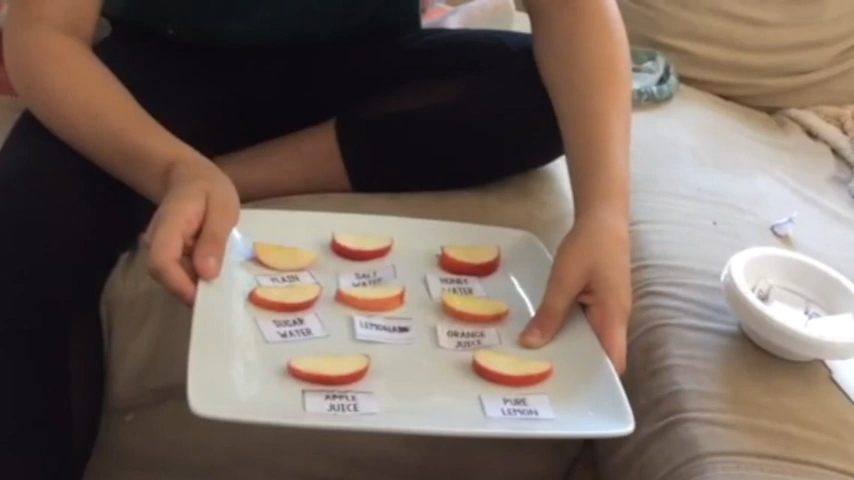 PLAIN
SALT
WATER
HONEY
WATER
SUGAR
WATER
LEMONADE
ORANGE
JUICE
APPLE
JUICE
PURE
LEMON